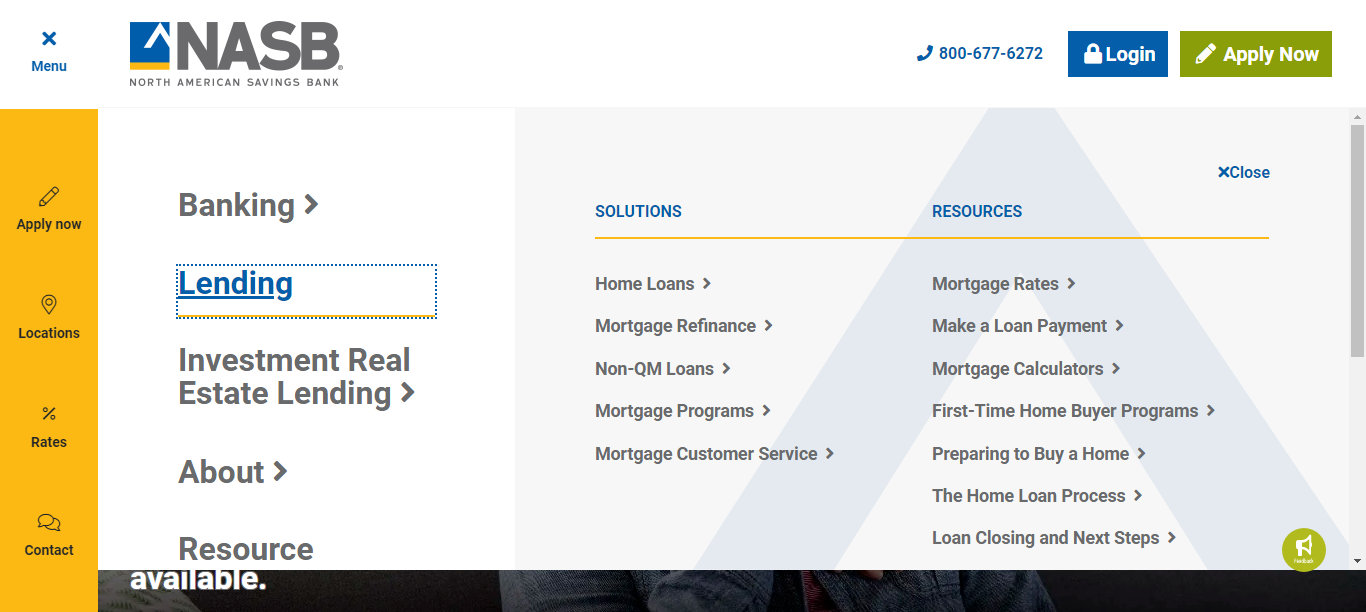 Menu
NASB®
NORTH AMERICAN SAVINGS BANK
800-677-6272
Login
Apply Now
Apply now
Locations
Rates
Contact
Banking
Lending
Investment Real
Estate Lending
About
Resource
Close
SOLUTIONS
Home Loans
Mortgage Refinance
Non-QM Loans
Mortgage Programs
Mortgage Customer Service
RESOURCES
Mortgage Rates
Make a Loan Payment
Mortgage Calculators
First-Time Home Buyer Programs
Preparing to Buy a Home
The Home Loan Process
Loan Closing and Next Steps
Feedback
available.